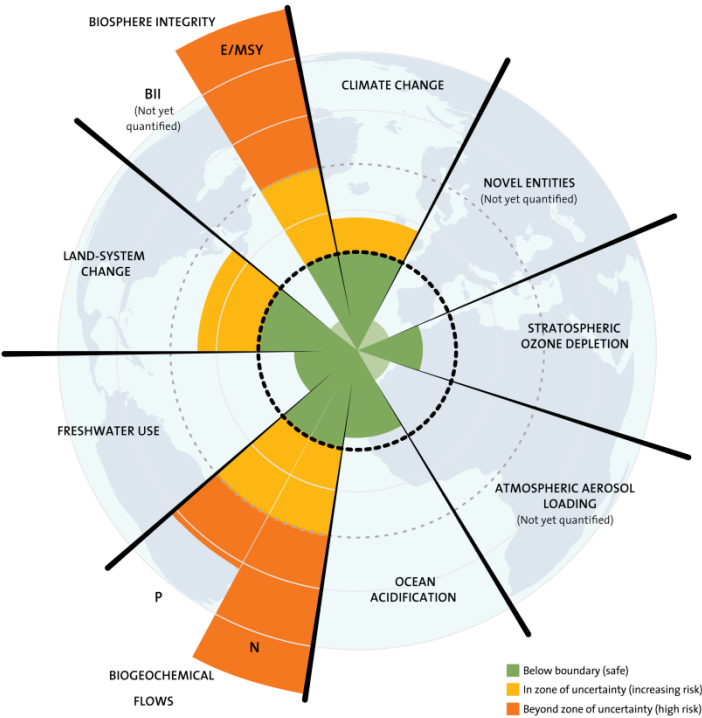 BIOSPHERE INTEGRITY
E/MSY
BII
(Not yet
quantified)
CLIMATE CHANGE
NOVEL ENTITIES
(Not yet quantified)
LAND-SYSTEM
CHANGE
STRATOSPHERIC
OZONE DEPLETION
FRESHWATER USE
ATMOSPHERIC AEROSOL
LOADING
(Not yet quantified)
OCEAN
ACIDIFICATION
P
N
BIOGEOCHEMICAL
FLOWS
Below boundary (safe)
In zone of uncertainty (increasing risk)
Beyond zone of uncertainty (high risk)